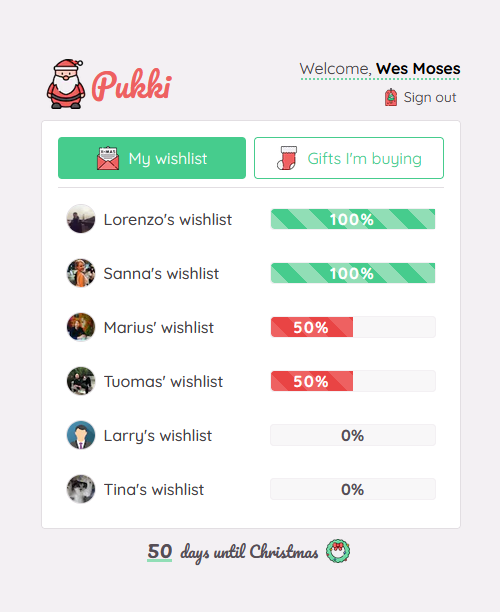 Pukki
Welcome, Wes Moses
Sign out
X-MAS
My wishlist
Gifts I'm buying
Lorenzo's wishlist 100%
Sanna's wishlist 100%
Marius' wishlist 50%
Tuomas' wishlist 50%
Larry's wishlist 0%
Tina's wishlist 0%
50 days until Christmas